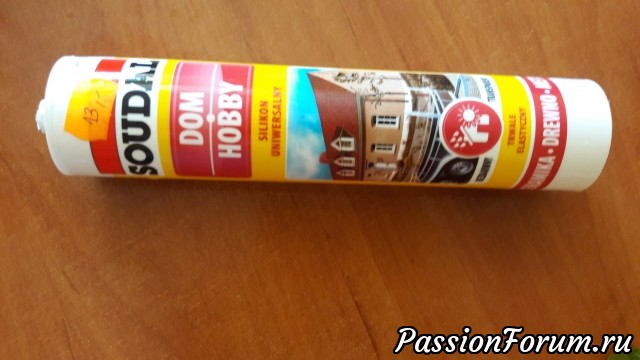 SOUDAL
DOM
HOBBY
SILIKON
UNIWERSALNY
TRWALE
ELASTYCZNY
DREWNO
PassionForum.ru